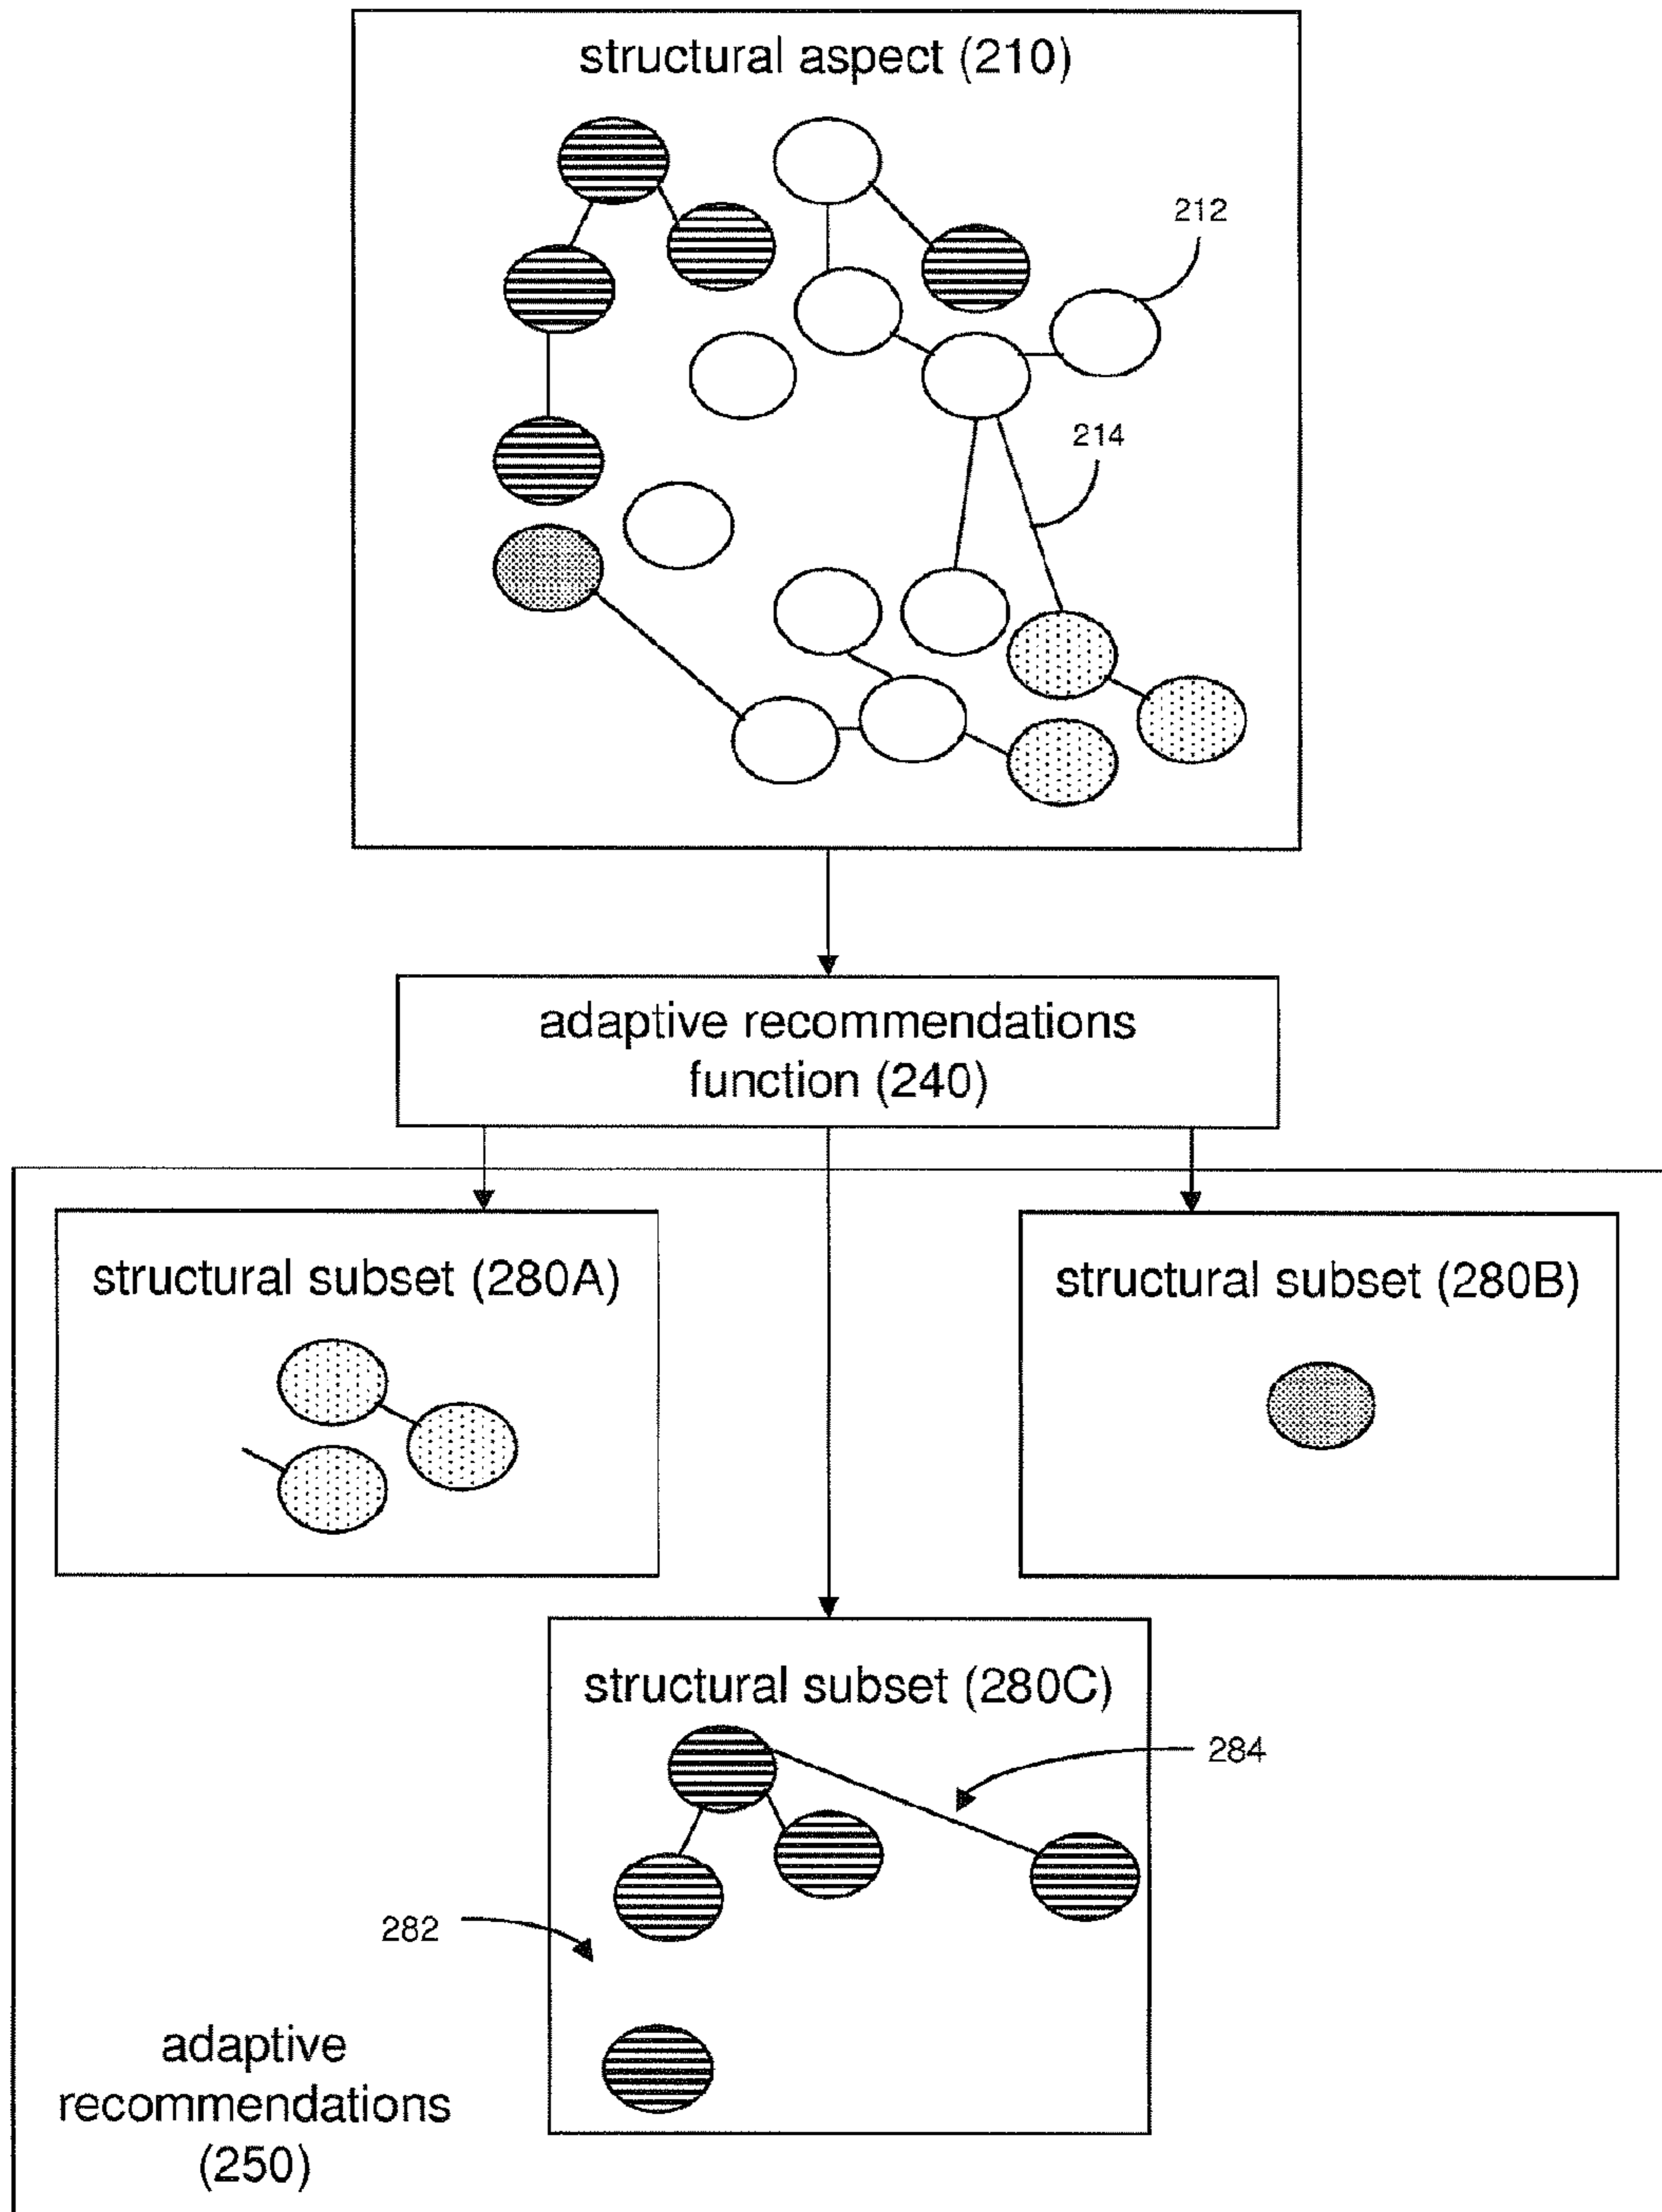 structural aspect (210)
212
214
adaptive recommendations
function (240)
structural subset (280A)
structural subset (280B)
structural subset (280C)
284
282
adaptive
recommendations
(250)